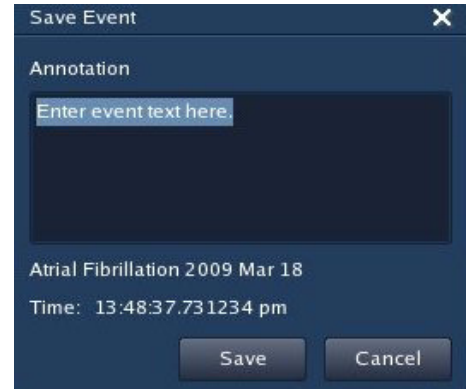 Save Event
Annotation
Enter event text here.
Atrial Fibrillation 2009 Mar 18
Time: 13:48:37.731234 pm
Save Cancel